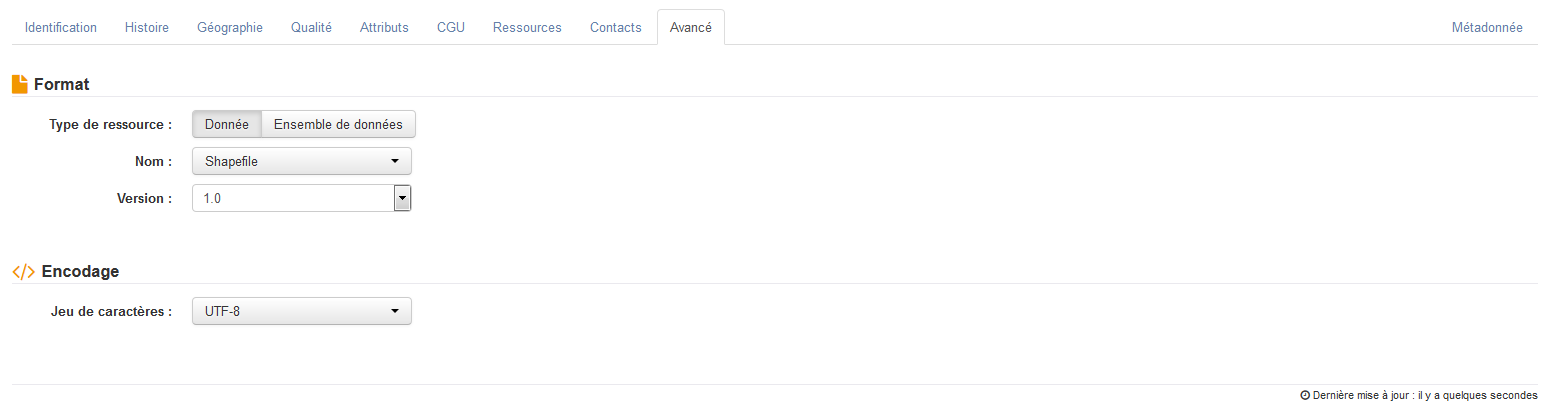 Identification Histoire Géographie Qualité Attributs CGU Ressources Contacts Avancé Métadonnée
Format
Type de ressource : Donnée Ensemble de données
Nom : Shapefile
Version : 1.0
Encodage
Jeu de caractères : UTF-8
Dernière mise à jour : il y a quelques secondes